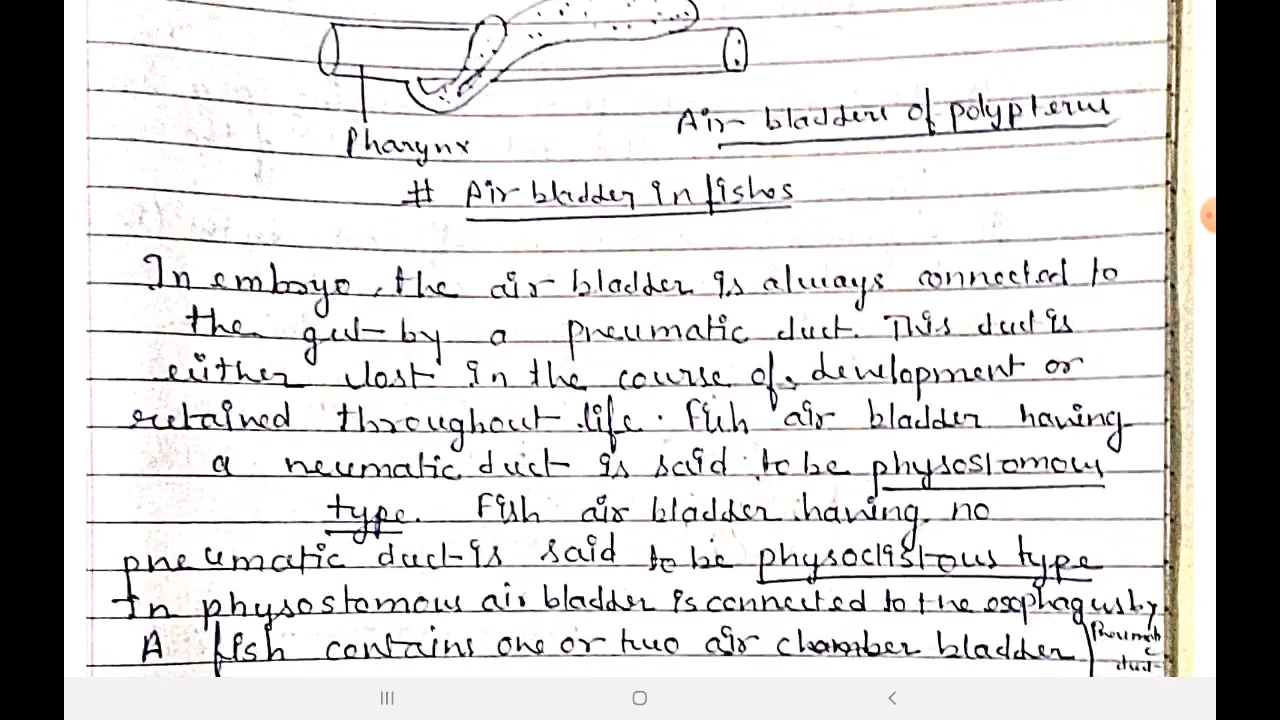 Air bladders of polypterus
Pharynx
# Air bladder in fishes
In embryo, the air bladder is always connected to
the gut by a pneumatic duct. This duct is
either lost in the course of development or
retained throughout life. Fish air bladder having
a neumatic duct is said to be physostomous
type. Fish air bladder having no
pneumatic duct is said to be physoclistous type
In physostomous air bladder is connected to the esophagus by
Pneumatic duct
A fish contains one or two air chamber bladder